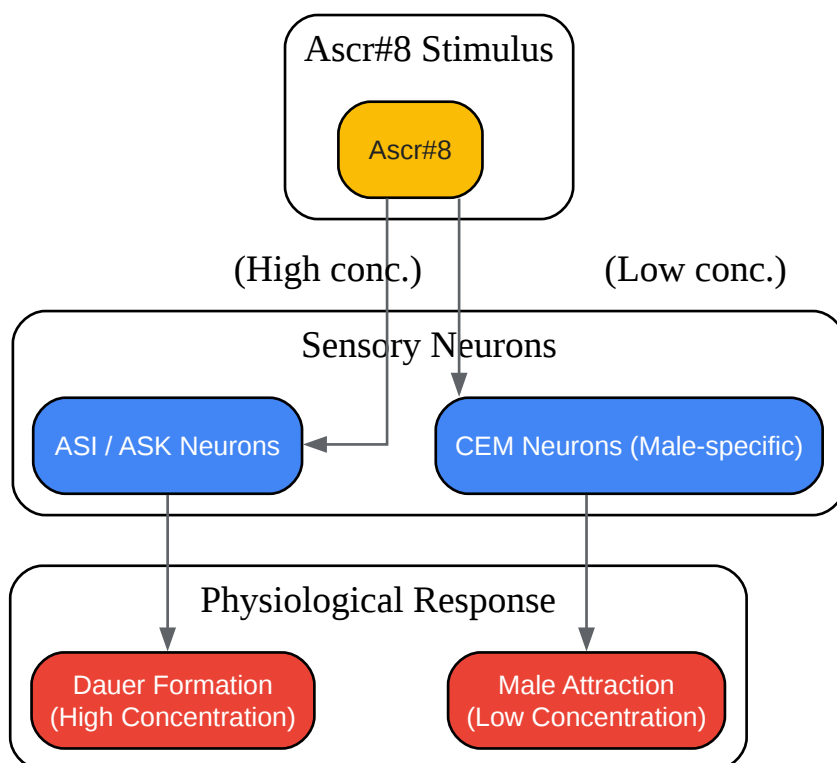 Ascr#8 Stimulus
Ascr#8
(High conc.)
(Low conc.)
Sensory Neurons
ASI / ASK Neurons
CEM Neurons (Male-specific)
Physiological Response
Dauer Formation
(High Concentration)
Male Attraction
(Low Concentration)